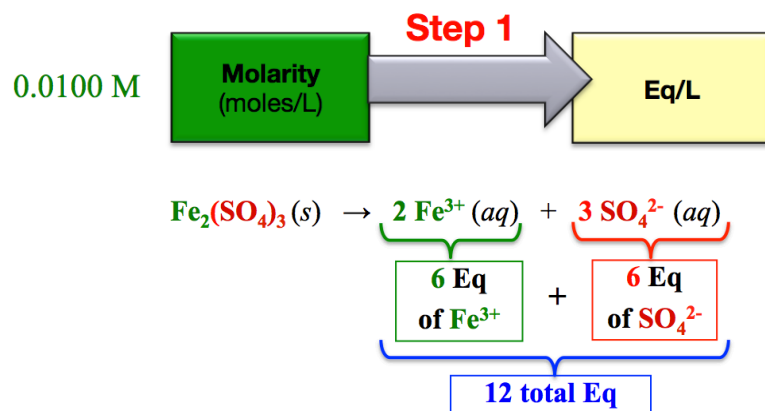 Step 1
0.0100 M
Molarity
(moles/L)
Eq/L
Fe₂(SO₄)₃ (s) → 2 Fe³⁺ (aq) + 3 SO₄²⁻ (aq)
6 Eq
of Fe³⁺
+
6 Eq
of SO₄²⁻
12 total Eq